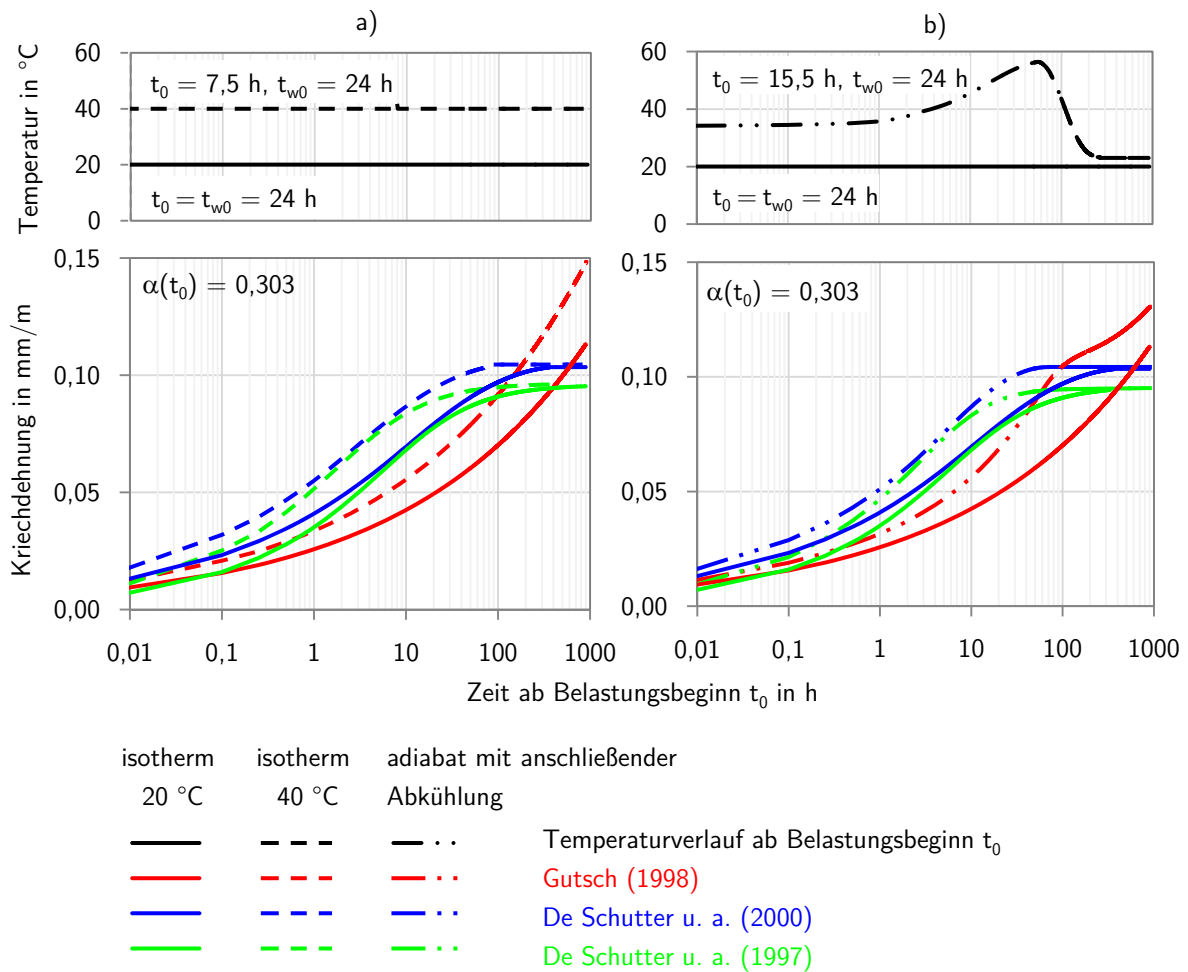 a)
b)
Temperatur in °C
60
40
20
0
t0 = 7,5 h, tw0 = 24 h
t0 = tw0 = 24 h
60
40
20
0
t0 = 15,5 h, tw0 = 24 h
t0 = tw0 = 24 h
Kriechdehnung in mm/m
0,15
0,10
0,05
0,00
α(t0) = 0,303
0,01 0,1 1 10 100 1000
0,15
0,10
0,05
0,00
α(t0) = 0,303
0,01 0,1 1 10 100 1000
Zeit ab Belastungsbeginn t0 in h
isotherm isotherm adiabat mit anschließender
20 °C 40 °C Abkühlung
Temperaturverlauf ab Belastungsbeginn t0
Gutsch (1998)
De Schutter u. a. (2000)
De Schutter u. a. (1997)